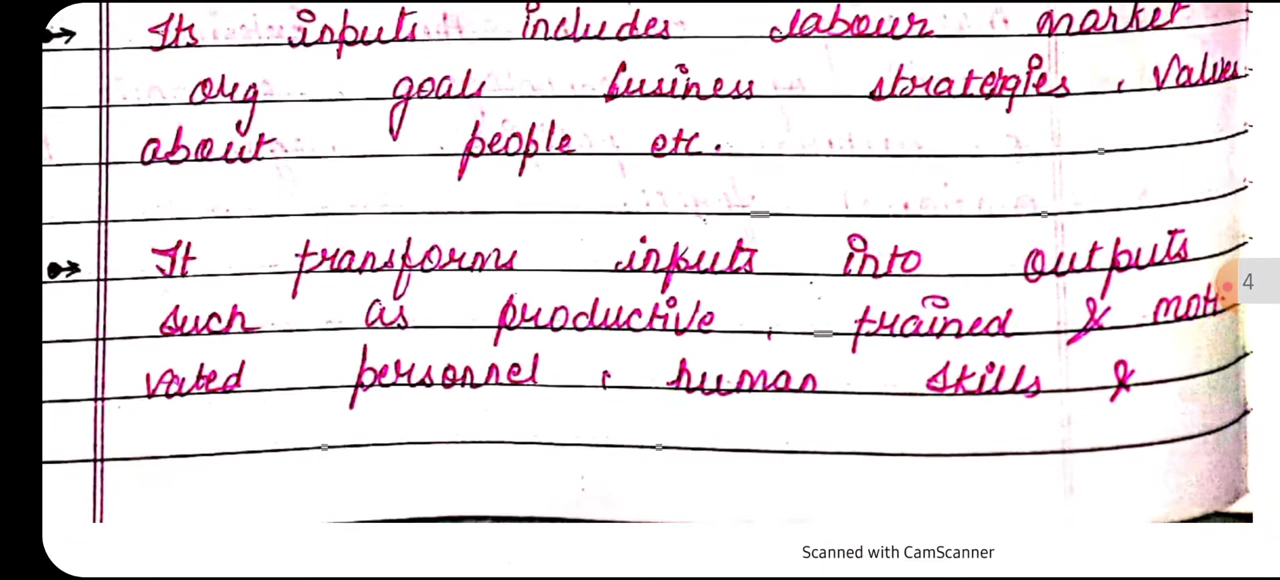 Its inputs includes labour market
org goals business strategies, Values
about people etc.
It transforms inputs into outputs
such as productive, trained & moti
vated personnel, human skills &
4
Scanned with CamScanner